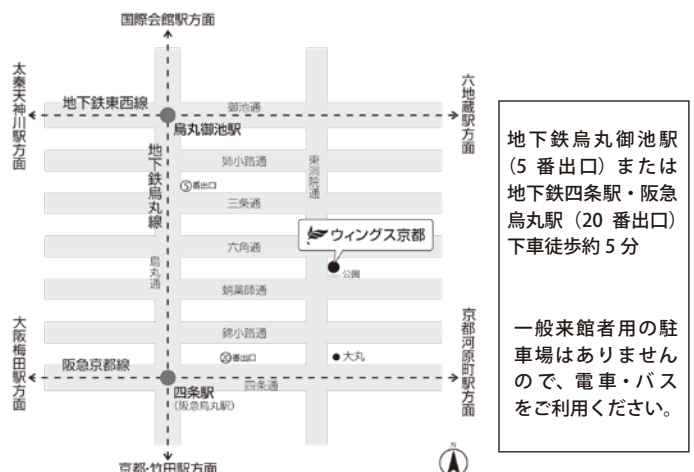 国際会館駅方面
太秦天神川駅方面
地下鉄東西線
御池通
六地蔵駅方面
烏丸御池駅
地下鉄烏丸線
姉小路通
東洞院通
⑤番出口
三条通
ウィングス京都
六角通
烏丸通
公園
蛸薬師通
錦小路通
大阪梅田駅方面
京都河原町駅方面
⑳番出口
大丸
阪急京都線
四条通
四条駅
(阪急烏丸駅)
京都・竹田駅方面
N
地下鉄烏丸御池駅
(5 番出口)または
地下鉄四条駅・阪急
烏丸駅(20 番出口)
下車徒歩約 5 分
一般来館者用の駐
車場はありません
ので、電車・バス
をご利用ください。